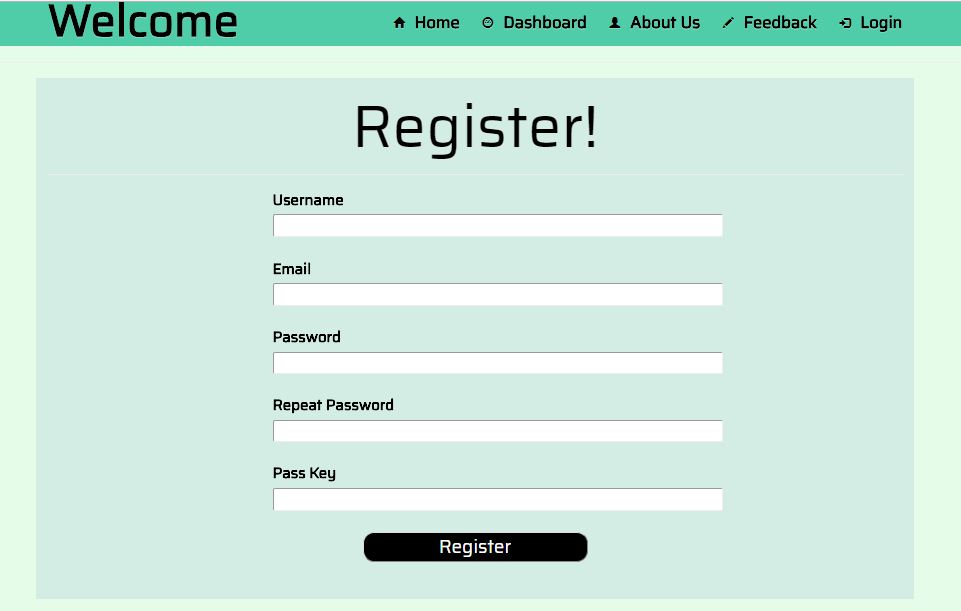 Welcome Home Dashboard About Us Feedback Login
Register!
Username
Email
Password
Repeat Password
Pass Key
Register